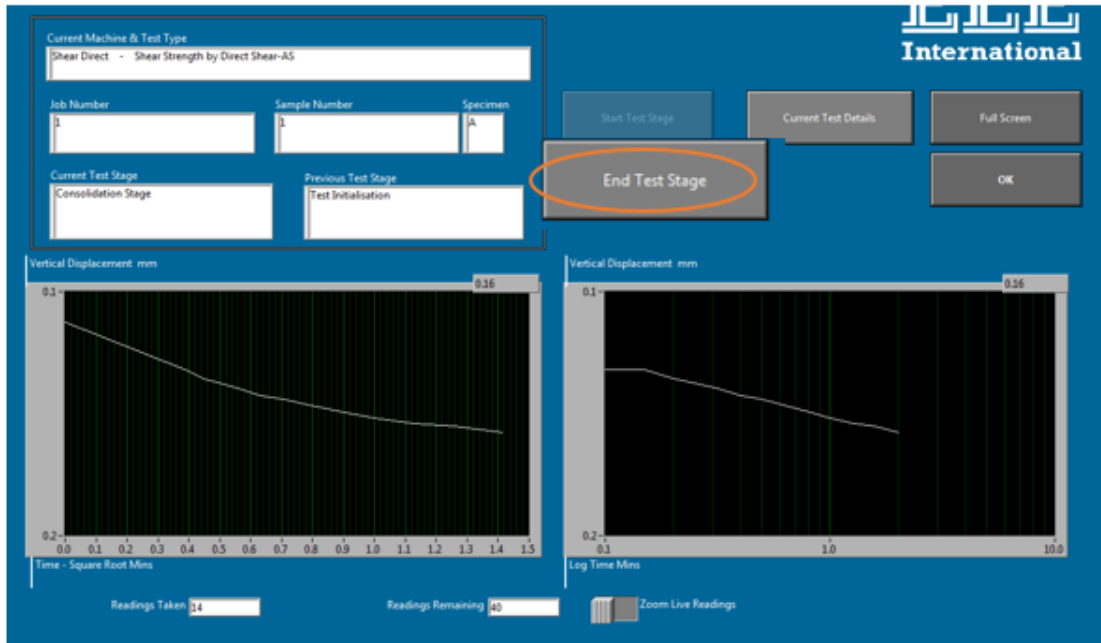 ELE
International
Current Machine & Test Type
Shear Direct - Shear Strength by Direct Shear-AS
Job Number
1
Sample Number
1
Specimen
A
Start Test Stage
Current Test Details
Full Screen
Current Test Stage
Consolidation Stage
Previous Test Stage
Test Initialisation
End Test Stage
OK
Vertical Displacement mm
0.16
0.1
0.2
0.0 0.1 0.2 0.3 0.4 0.5 0.6 0.7 0.8 0.9 1.0 1.1 1.2 1.3 1.4 1.5
Time - Square Root Mins
Vertical Displacement mm
0.16
0.1
0.2
0.1 1.0 10.0
Log Time Mins
Readings Taken 14
Readings Remaining 40
Zoom Live Readings